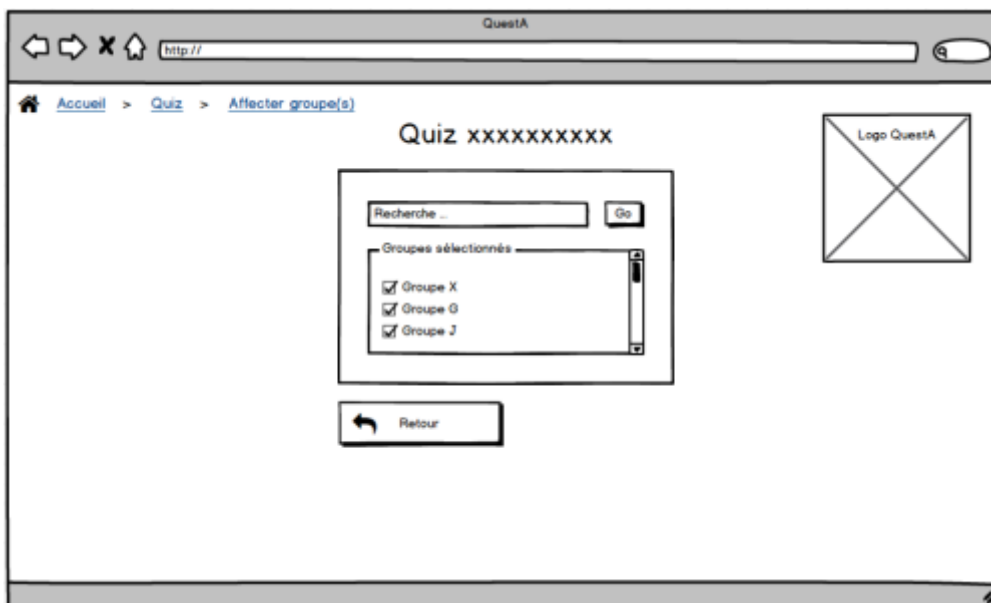 QuestA
http://
Accueil > Quiz > Affecter groupe(s)
Quiz xxxxxxxxxx
Logo QuestA
Recherche ...
Go
Groupes sélectionnés
Groupe X
Groupe G
Groupe J
Retour